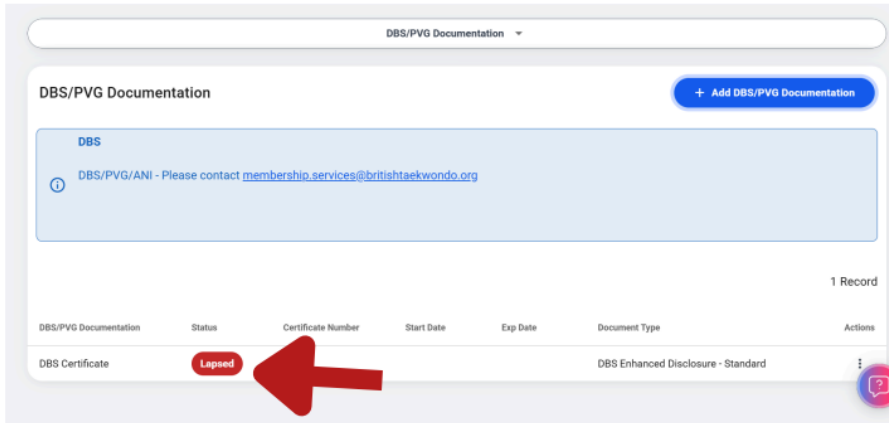 DBS/PVG Documentation
DBS/PVG Documentation
+ Add DBS/PVG Documentation
DBS
DBS/PVG/ANI - Please contact membership.services@britishtaekwondo.org
1 Record
DBS/PVG Documentation Status Certificate Number Start Date Exp Date Document Type Actions
DBS Certificate Lapsed DBS Enhanced Disclosure - Standard